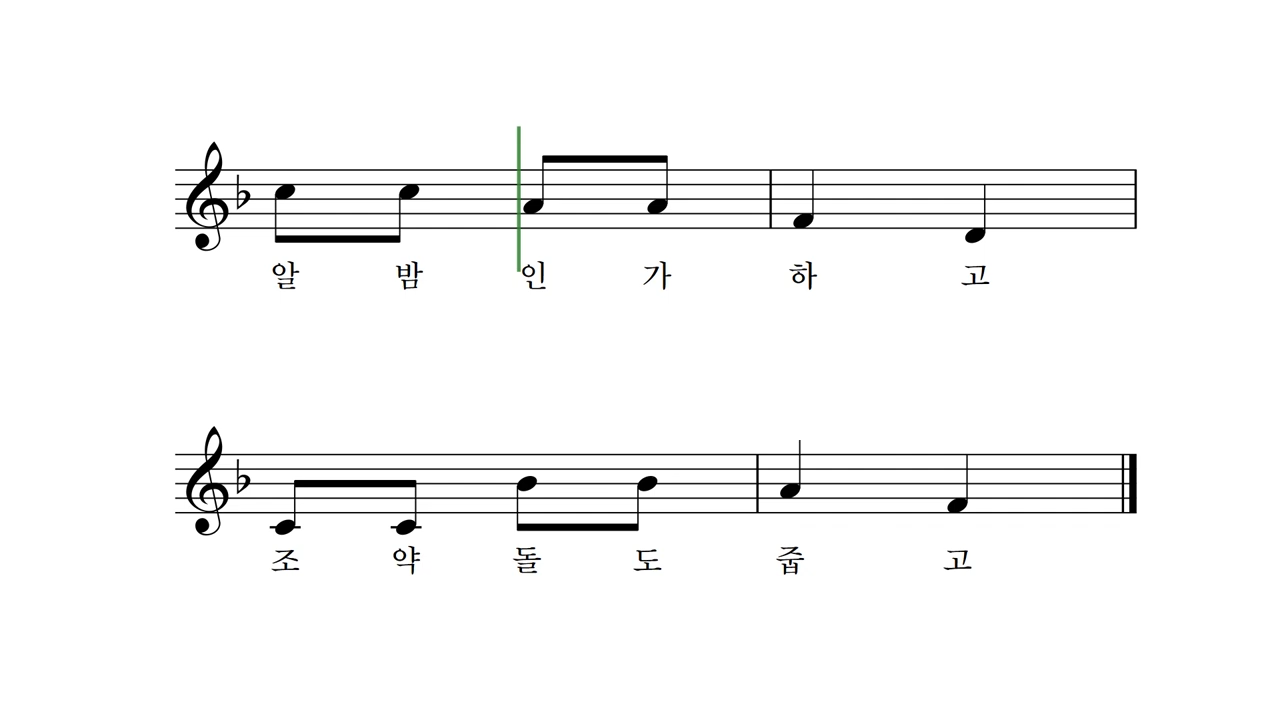 알 밤 인 가 하 고
조 약 돌 도 줍 고